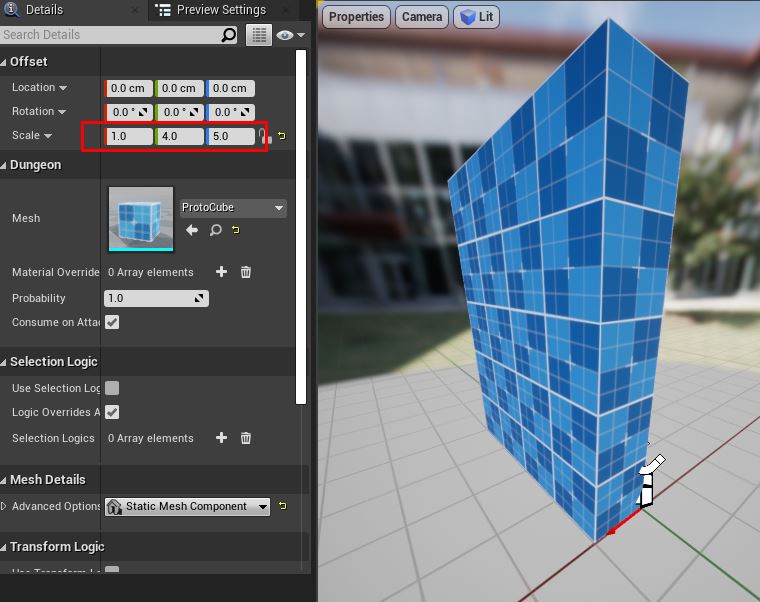 Details
Preview Settings
Search Details
Properties
Camera
Lit
Offset
Location
0.0 cm
0.0 cm
0.0 cm
Rotation
0.0 °
0.0 °
0.0 °
Scale
1.0
4.0
5.0
Dungeon
Mesh
ProtoCube
Material Override
0 Array elements
Probability
1.0
Consume on Attac
Selection Logic
Use Selection Log
Logic Overrides A
Selection Logics
0 Array elements
Mesh Details
Advanced Options
Static Mesh Component
Transform Logic